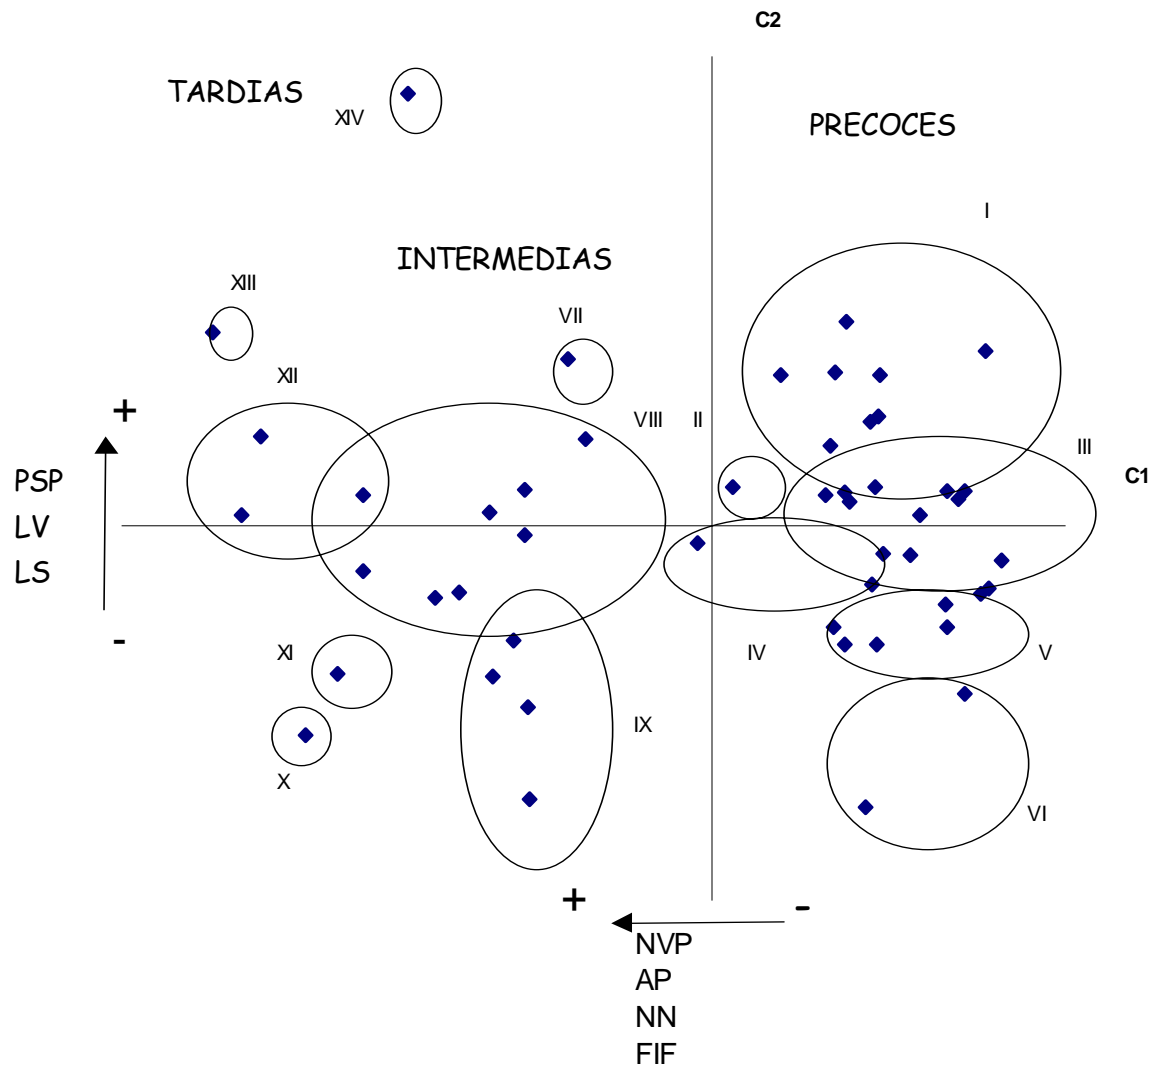 C2
TARDIAS
XIV
PRECOCES
I
INTERMEDIAS
XIII
VII
XII
+
VIII
II
III
C1
PSP
LV
LS
-
XI
IV
V
IX
X
VI
+
-
NVP
AP
NN
FIF